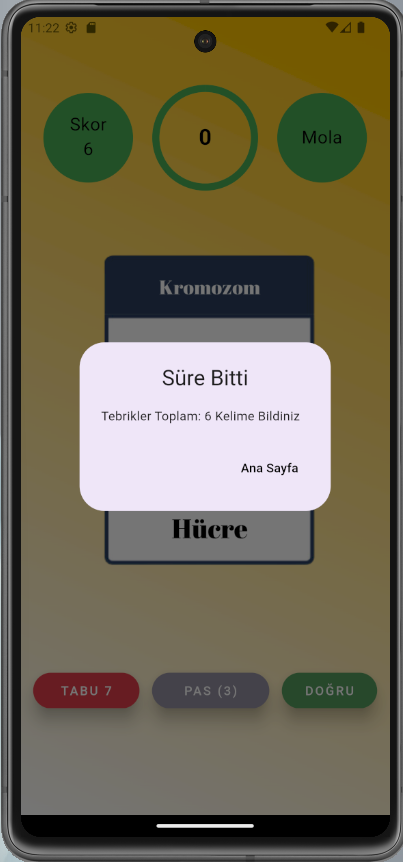 11:22
Skor
6
0
Mola
Kromozom
Süre Bitti
Tebrikler Toplam: 6 Kelime Bildiniz
Ana Sayfa
Hücre
TABU 7
PAS (3)
DOĞRU